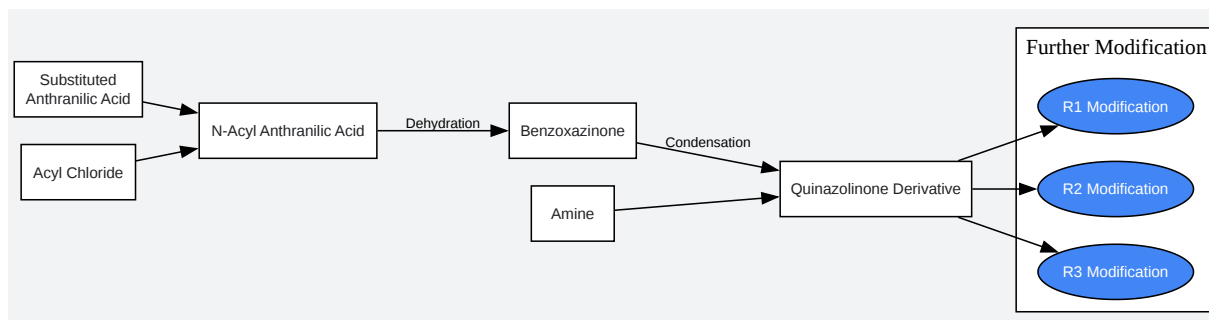 Substituted
Anthranilic Acid
Acyl Chloride
N-Acyl Anthranilic Acid
Dehydration
Benzoxazinone
Amine
Condensation
Quinazolinone Derivative
Further Modification
R1 Modification
R2 Modification
R3 Modification